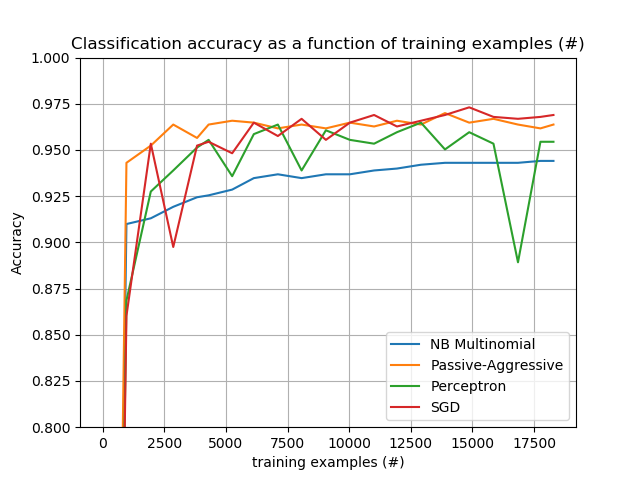 Classification accuracy as a function of training examples (#)
1.000
0.975
0.950
0.925
0.900
0.875
0.850
0.825
0.800
Accuracy
NB Multinomial
Passive-Aggressive
Perceptron
SGD
0 2500 5000 7500 10000 12500 15000 17500
training examples (#)